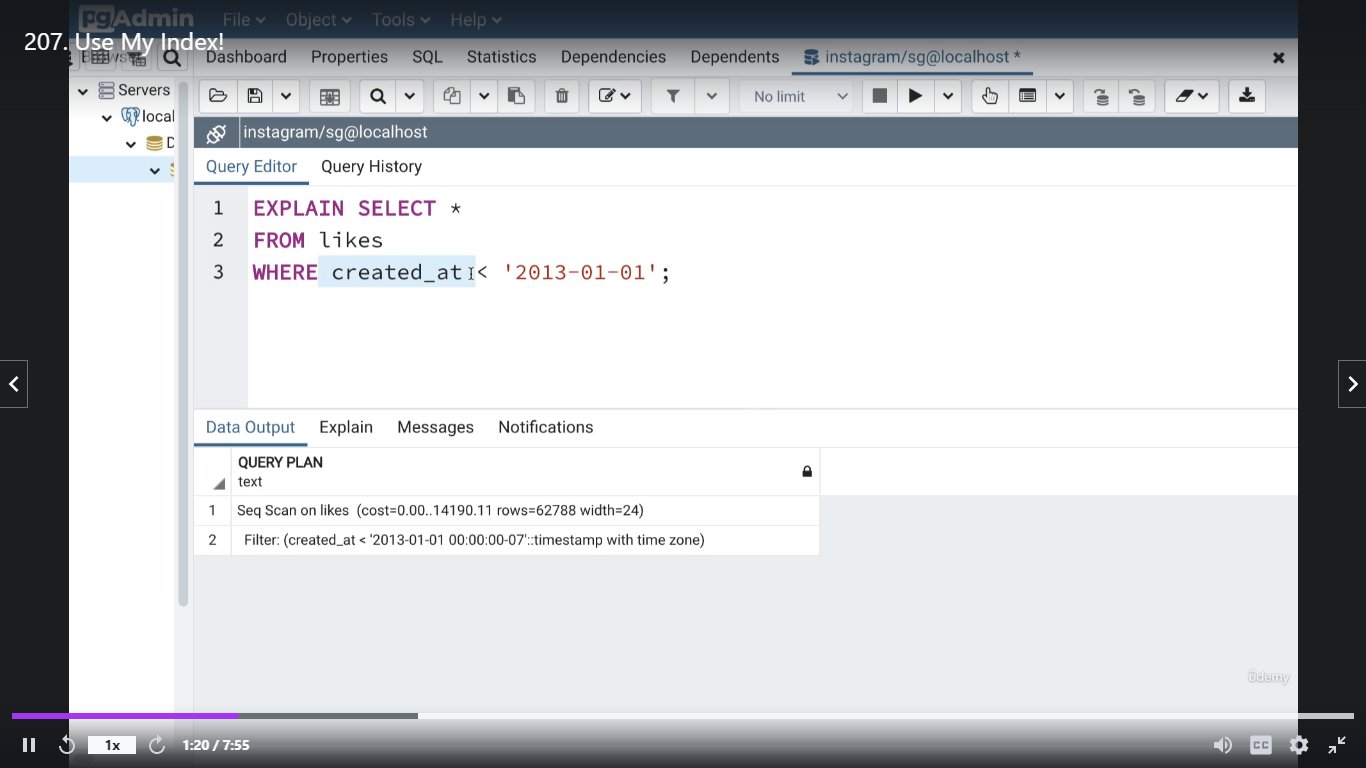 pgAdmin File Object Tools Help
207. Use My Index!
Dashboard Properties SQL Statistics Dependencies Dependents instagram/sg@localhost *
Servers
local
D
No limit
instagram/sg@localhost
Query Editor Query History
1 EXPLAIN SELECT *
2 FROM likes
3 WHERE created_at < '2013-01-01';
Data Output Explain Messages Notifications
QUERY PLAN
text
1 Seq Scan on likes (cost=0.00..14190.11 rows=62788 width=24)
2 Filter: (created_at < '2013-01-01 00:00:00-07'::timestamp with time zone)
ûdemy
1x 1:20 / 7:55 CC